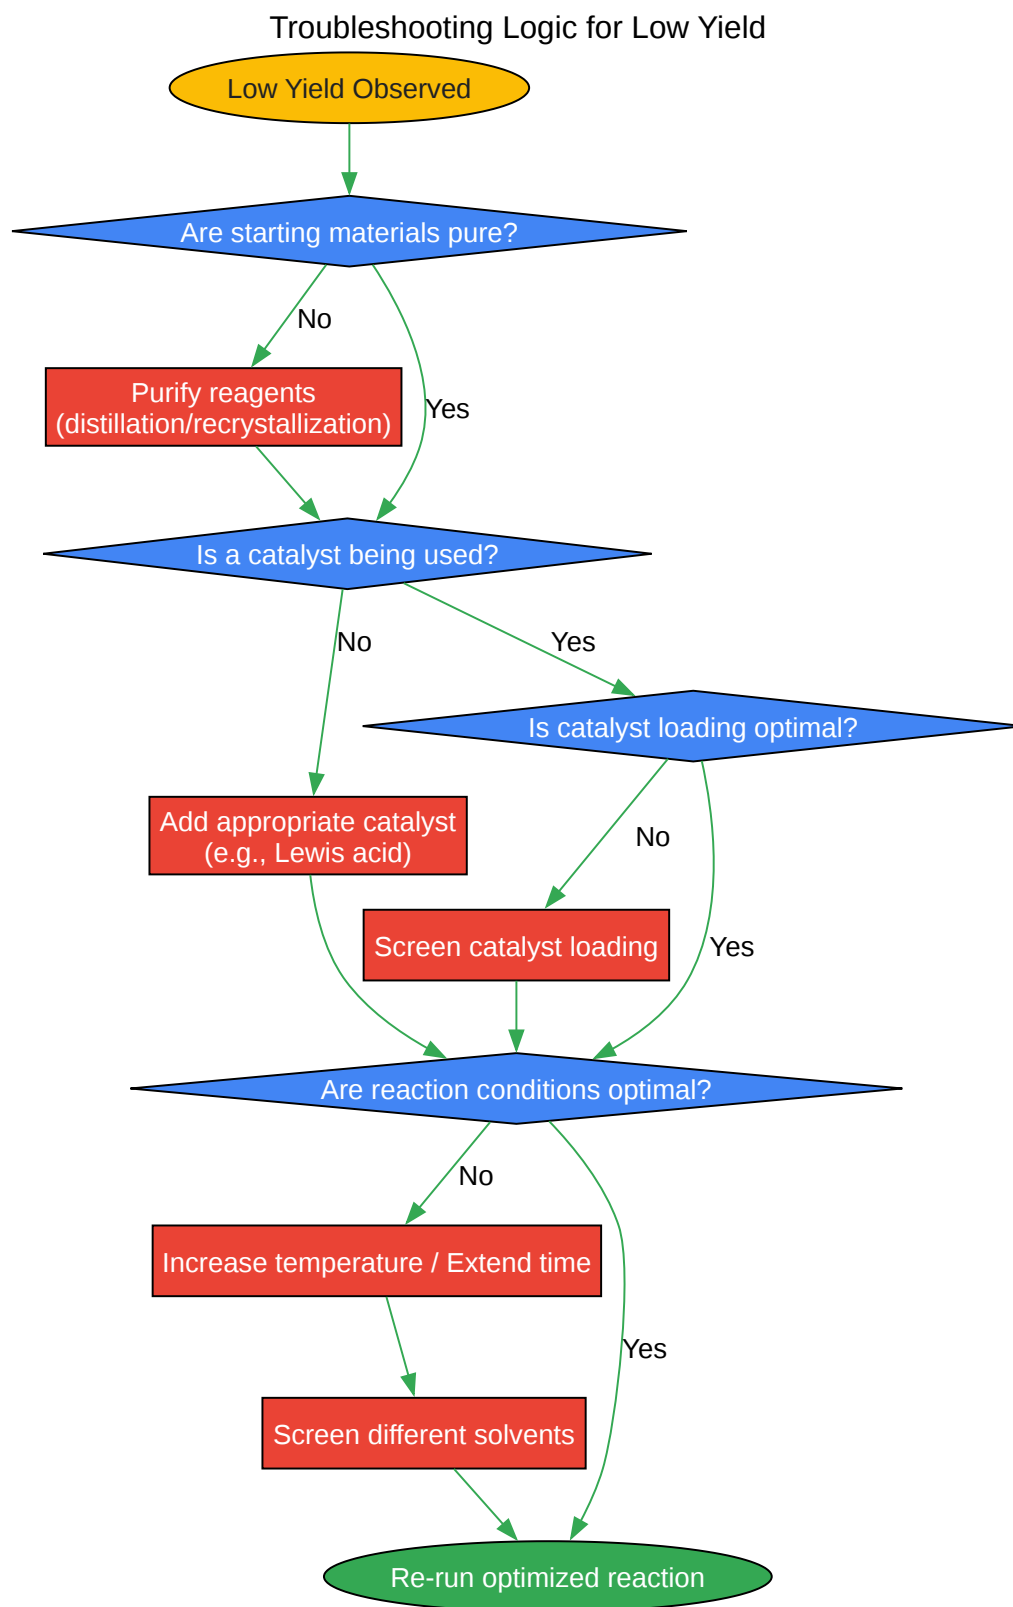 Troubleshooting Logic for Low Yield
Low Yield Observed
Are starting materials pure?
No
Purify reagents
(distillation/recrystallization)
Yes
Is a catalyst being used?
No
Yes
Is catalyst loading optimal?
Add appropriate catalyst
(e.g., Lewis acid)
No
Screen catalyst loading
Yes
Are reaction conditions optimal?
No
Increase temperature / Extend time
Yes
Screen different solvents
Re-run optimized reaction